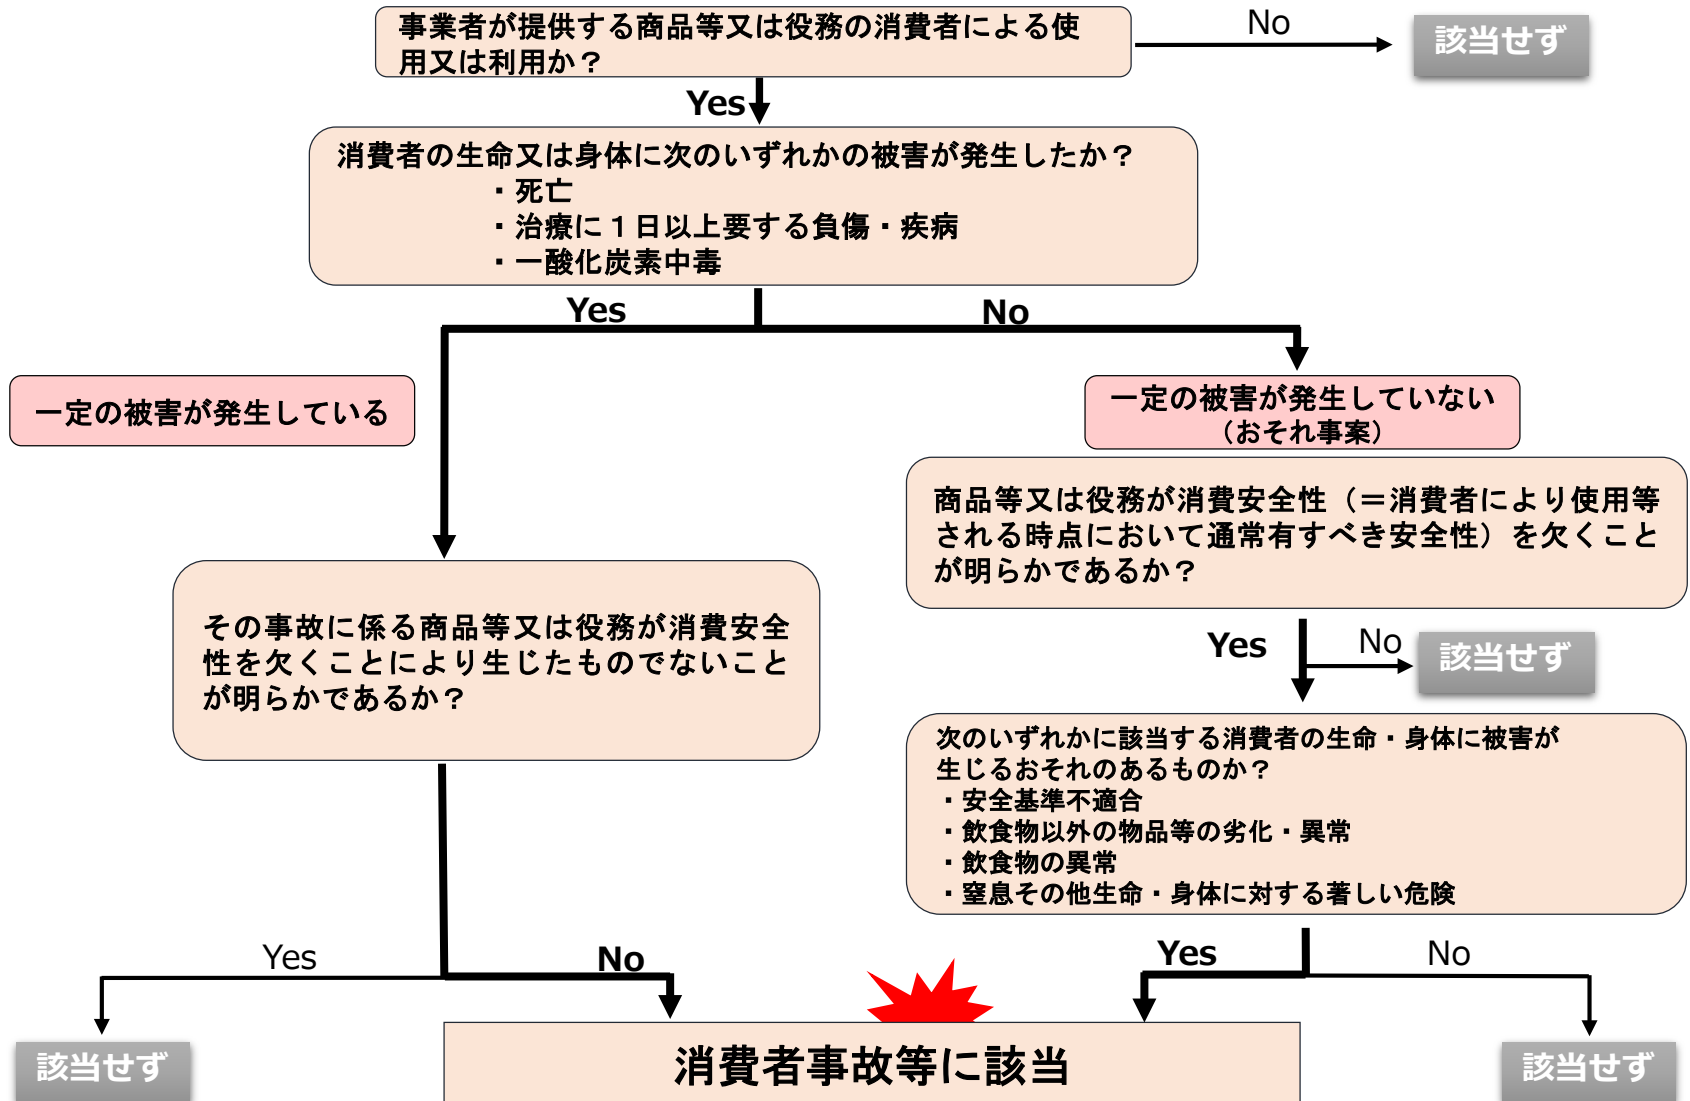 事業者が提供する商品等又は役務の消費者による使
用又は利用か？
No
該当せず
Yes
消費者の生命又は身体に次のいずれかの被害が発生したか？
・死亡
・治療に１日以上要する負傷・疾病
・一酸化炭素中毒
Yes
No
一定の被害が発生している
一定の被害が発生していない
（おそれ事案）
商品等又は役務が消費安全性（＝消費者により使用等
される時点において通常有すべき安全性）を欠くこと
が明らかであるか？
その事故に係る商品等又は役務が消費安全
性を欠くことにより生じたものでないこと
が明らかであるか？
Yes
No
該当せず
次のいずれかに該当する消費者の生命・身体に被害が
生じるおそれのあるものか？
・安全基準不適合
・飲食物以外の物品等の劣化・異常
・飲食物の異常
・窒息その他生命・身体に対する著しい危険
Yes
No
Yes
No
該当せず
消費者事故等に該当
該当せず